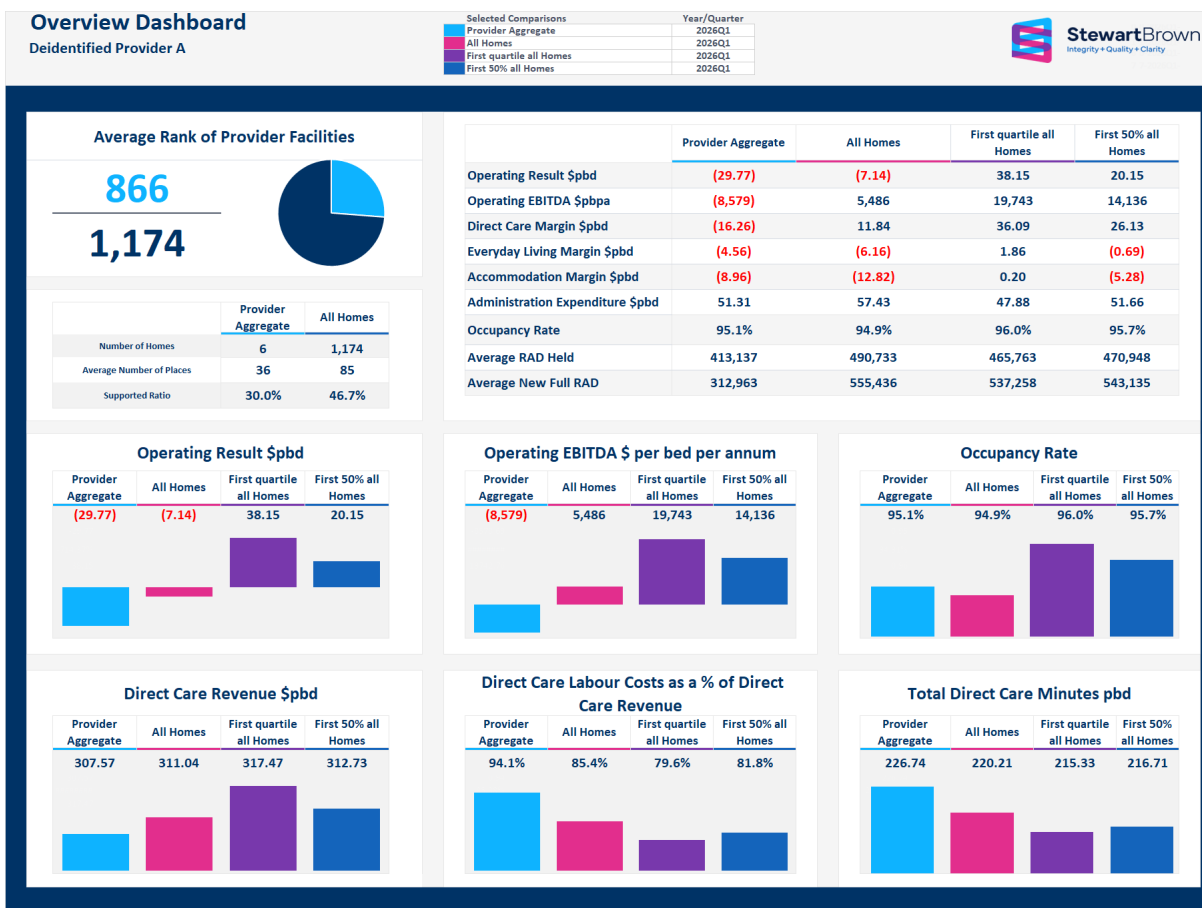 Overview Dashboard
Deidentified Provider A
Selected Comparisons Year/Quarter
Provider Aggregate 2026Q1
All Homes 2026Q1
First quartile all Homes 2026Q1
First 50% all Homes 2026Q1
StewartBrown
Integrity + Quality + Clarity
Average Rank of Provider Facilities
866
1,174
Provider Aggregate All Homes First quartile all Homes First 50% all Homes
Operating Result $pbd (29.77) (7.14) 38.15 20.15
Operating EBITDA $pbpa (8,579) 5,486 19,743 14,136
Direct Care Margin $pbd (16.26) 11.84 36.09 26.13
Everyday Living Margin $pbd (4.56) (6.16) 1.86 (0.69)
Accommodation Margin $pbd (8.96) (12.82) 0.20 (5.28)
Administration Expenditure $pbd 51.31 57.43 47.88 51.66
Occupancy Rate 95.1% 94.9% 96.0% 95.7%
Average RAD Held 413,137 490,733 465,763 470,948
Average New Full RAD 312,963 555,436 537,258 543,135
Provider Aggregate All Homes
Number of Homes 6 1,174
Average Number of Places 36 85
Supported Ratio 30.0% 46.7%
Operating Result $pbd
Provider Aggregate All Homes First quartile all Homes First 50% all Homes
(29.77) (7.14) 38.15 20.15
Operating EBITDA $ per bed per annum
Provider Aggregate All Homes First quartile all Homes First 50% all Homes
(8,579) 5,486 19,743 14,136
Occupancy Rate
Provider Aggregate All Homes First quartile all Homes First 50% all Homes
95.1% 94.9% 96.0% 95.7%
Direct Care Revenue $pbd
Provider Aggregate All Homes First quartile all Homes First 50% all Homes
307.57 311.04 317.47 312.73
Direct Care Labour Costs as a % of Direct
Care Revenue
Provider Aggregate All Homes First quartile all Homes First 50% all Homes
94.1% 85.4% 79.6% 81.8%
Total Direct Care Minutes pbd
Provider Aggregate All Homes First quartile all Homes First 50% all Homes
226.74 220.21 215.33 216.71